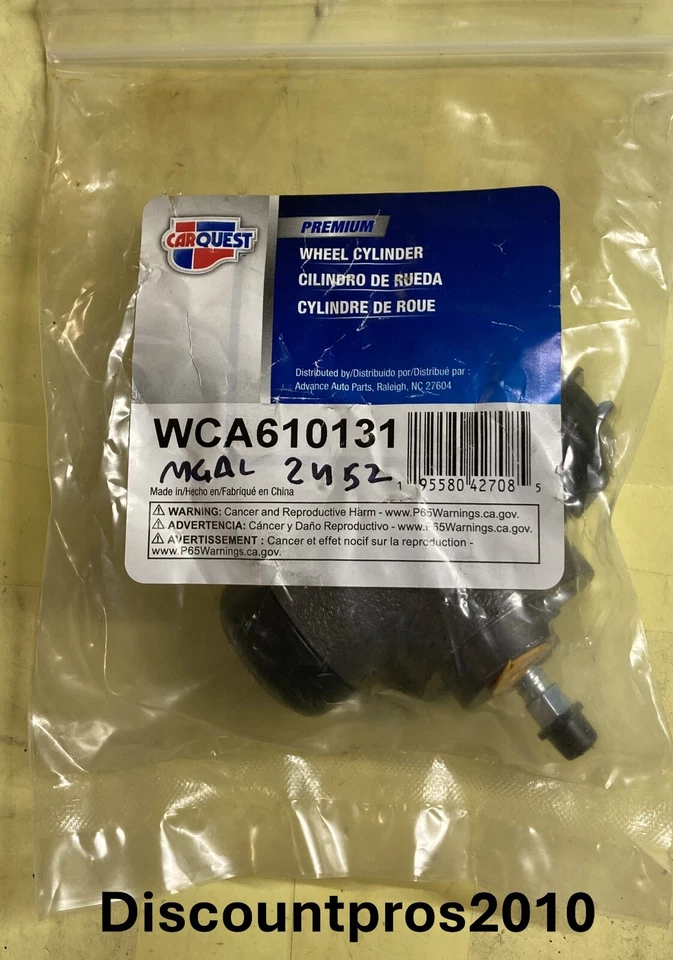 CARQUEST
PREMIUM
WHEEL CYLINDER
CILINDRO DE RUEDA
CYLINDRE DE ROUE
Distributed by/Distribuido por/Distribué par :
Advance Auto Parts, Raleigh, NC 27604
WCA610131
MGAL 2452
1 95580 42708 5
Made in/Hecho en/Fabriqué en China
WARNING: Cancer and Reproductive Harm - www.P65Warnings.ca.gov.
ADVERTENCIA: Cáncer y Daño Reproductivo - www.P65Warnings.ca.gov.
AVERTISSEMENT : Cancer et effet nocif sur la reproduction -
www.P65Warnings.ca.gov.
Discountpros2010